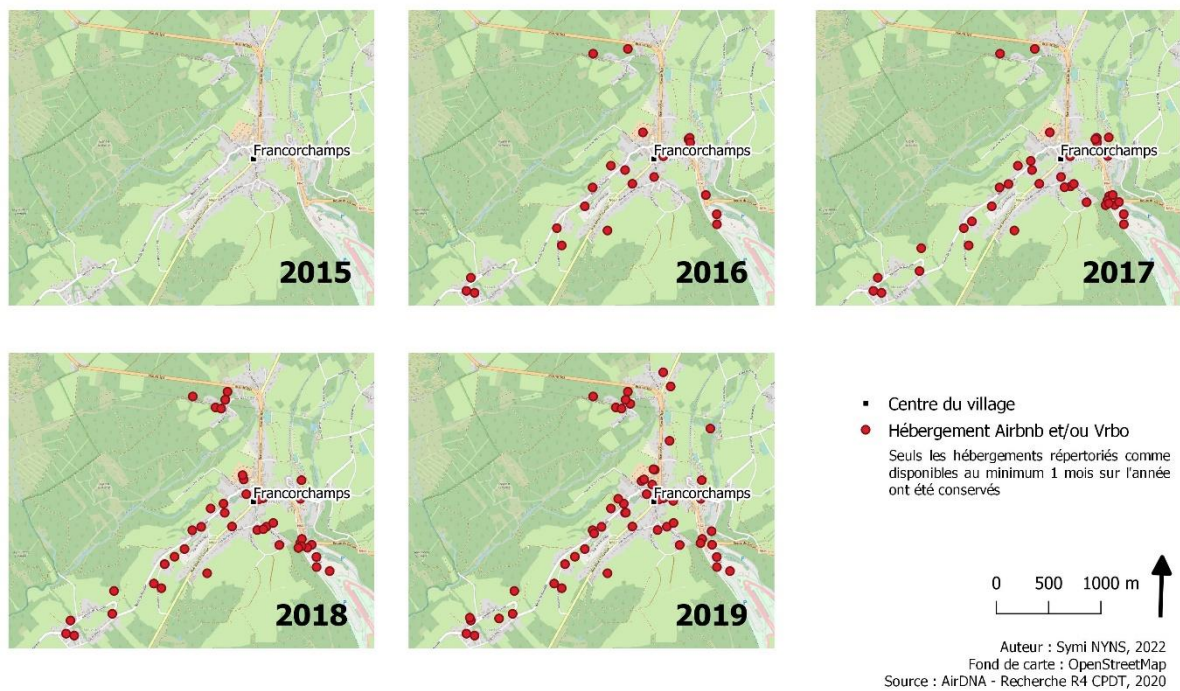 Francorchamps
2015
Francorchamps
2016
Francorchamps
2017
Francorchamps
2018
Francorchamps
2019
Centre du village
Hébergement Airbnb et/ou Vrbo
Seuls les hébergements répertoriés comme
disponibles au minimum 1 mois sur l'année
ont été conservés
0 500 1000 m
Auteur : Symi NYNS, 2022
Fond de carte : OpenStreetMap
Source : AirDNA - Recherche R4 CPDT, 2020